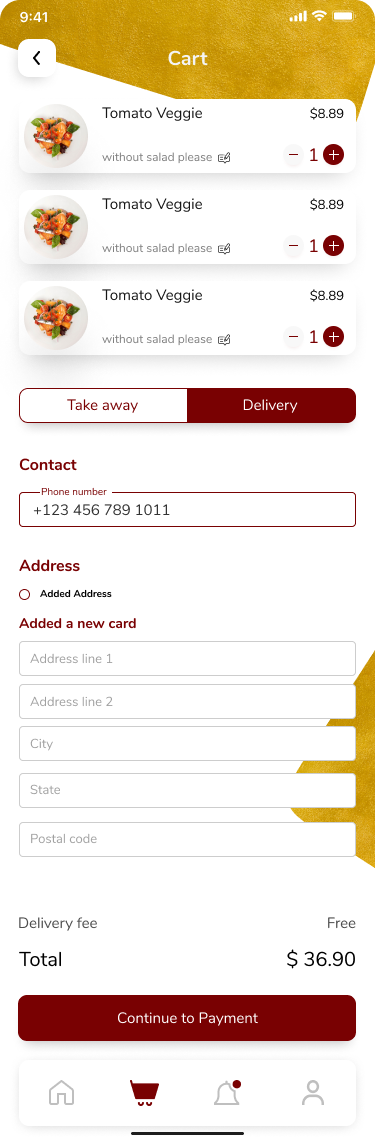 9:41
Cart
Tomato Veggie $8.89
without salad please 1
Tomato Veggie $8.89
without salad please 1
Tomato Veggie $8.89
without salad please 1
Take away Delivery
Contact
Phone number
+123 456 789 1011
Address
Added Address
Added a new card
Address line 1
Address line 2
City
State
Postal code
Delivery fee Free
Total $ 36.90
Continue to Payment